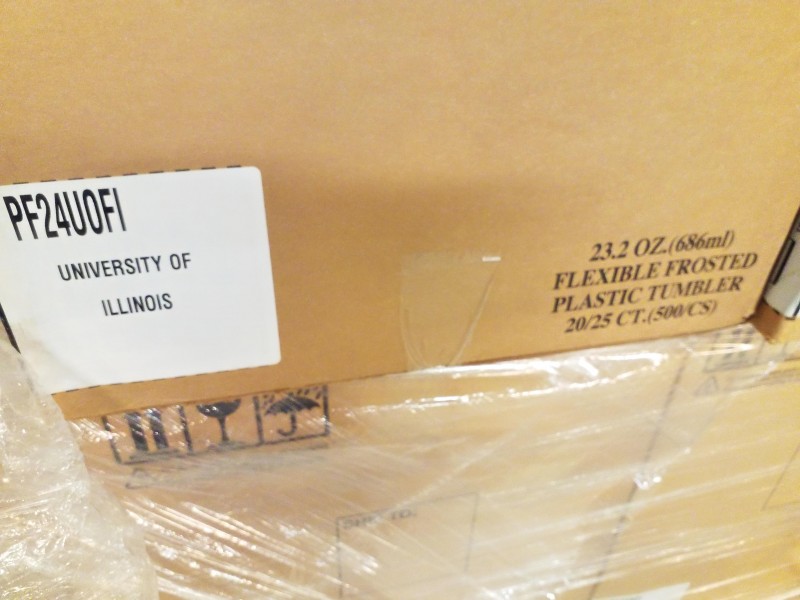 PF24UOFI
UNIVERSITY OF
ILLINOIS
23.2 OZ.(686ml)
FLEXIBLE FROSTED
PLASTIC TUMBLER
20/25 CT.(500/CS)